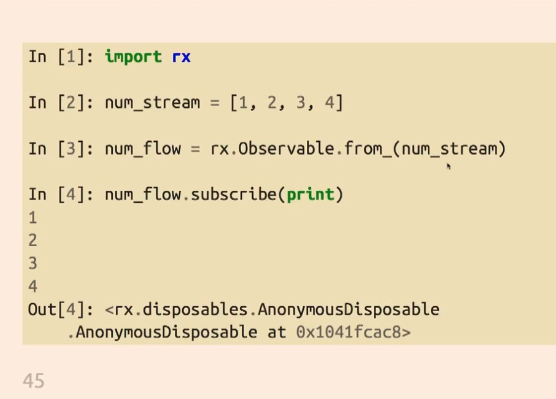 In [1]: import rx
In [2]: num_stream = [1, 2, 3, 4]
In [3]: num_flow = rx.Observable.from_(num_stream)
In [4]: num_flow.subscribe(print)
1
2
3
4
Out[4]: <rx.disposables.AnonymousDisposable
.AnonymousDisposable at 0x1041fcac8>
45